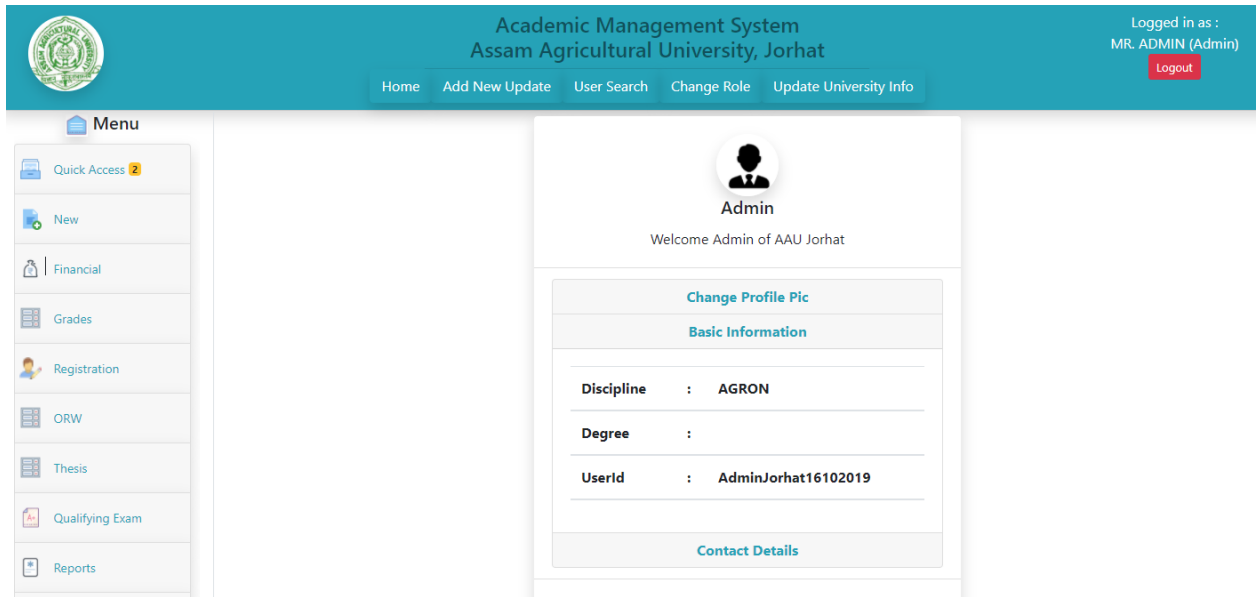 Academic Management System
Assam Agricultural University, Jorhat
Logged in as :
MR. ADMIN (Admin)
Logout
Home Add New Update User Search Change Role Update University Info
Menu
Quick Access 2
New
Financial
Grades
Registration
ORW
Thesis
Qualifying Exam
Reports
Admin
Welcome Admin of AAU Jorhat
Change Profile Pic
Basic Information
Discipline : AGRON
Degree :
UserId : AdminJorhat16102019
Contact Details